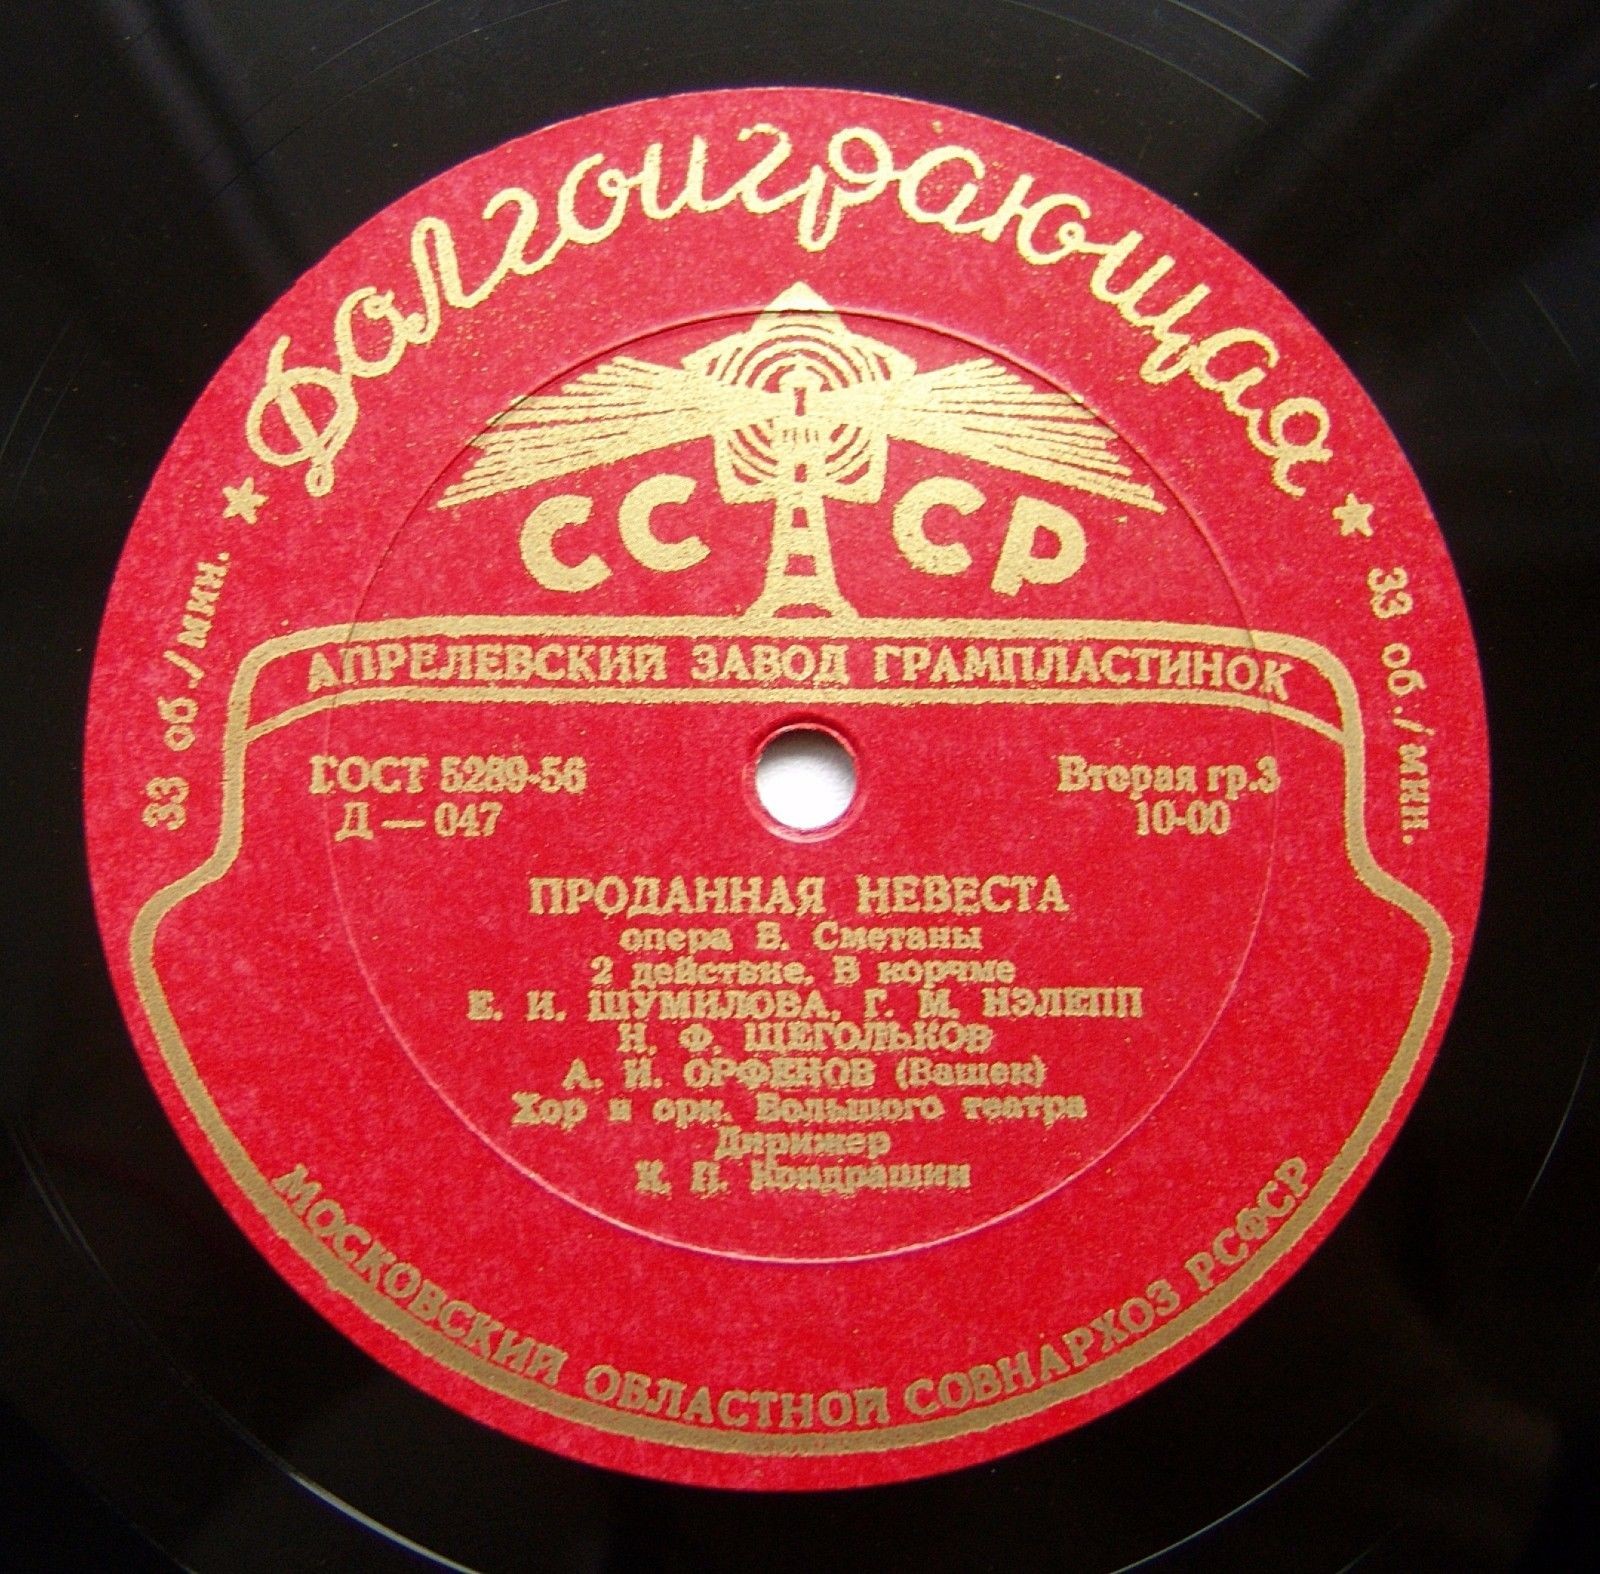 Долгоиграющая
★ 33 об./мин.
★ 33 об./мин.
СССР
АПРЕЛЕВСКИЙ ЗАВОД ГРАМПЛАСТИНОК
ГОСТ 5289-56
Д — 047
Вторая гр.3
10-00
ПРОДАННАЯ НЕВЕСТА
опера Б. Сметаны
2 действие. В корчме
Е. И. ШУМИЛОВА, Г. М. НЭЛЕПП
Н. Ф. ЩЕГОЛЬКОВ
А. И. ОРФЕНОВ (Вашек)
Хор и орк. Большого театра
Дирижер
К. П. Кондрашин
МОСКОВСКИЙ ОБЛАСТНОЙ СОВНАРХОЗ РСФСР